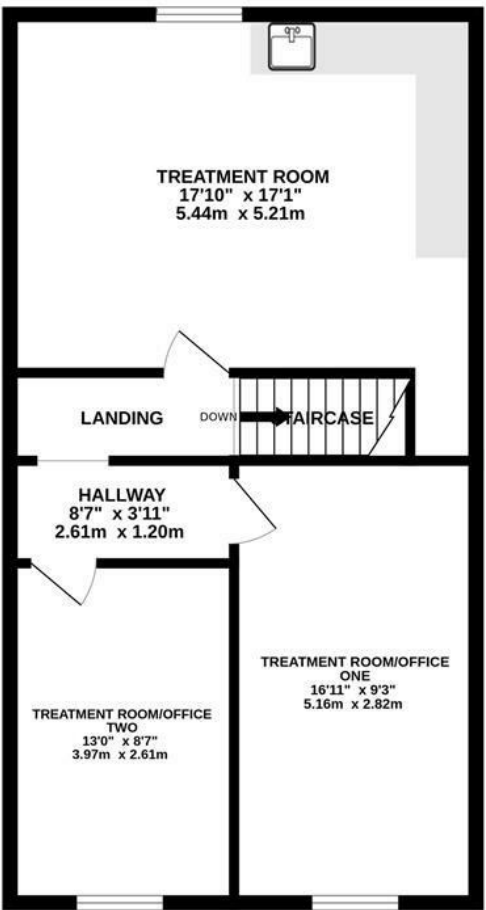 TREATMENT ROOM
17'10" x 17'1"
5.44m x 5.21m
LANDING
DOWN
STAIRCASE
HALLWAY
8'7" x 3'11"
2.61m x 1.20m
TREATMENT ROOM/OFFICE
ONE
16'11" x 9'3"
5.16m x 2.82m
TREATMENT ROOM/OFFICE
TWO
13'0" x 8'7"
3.97m x 2.61m